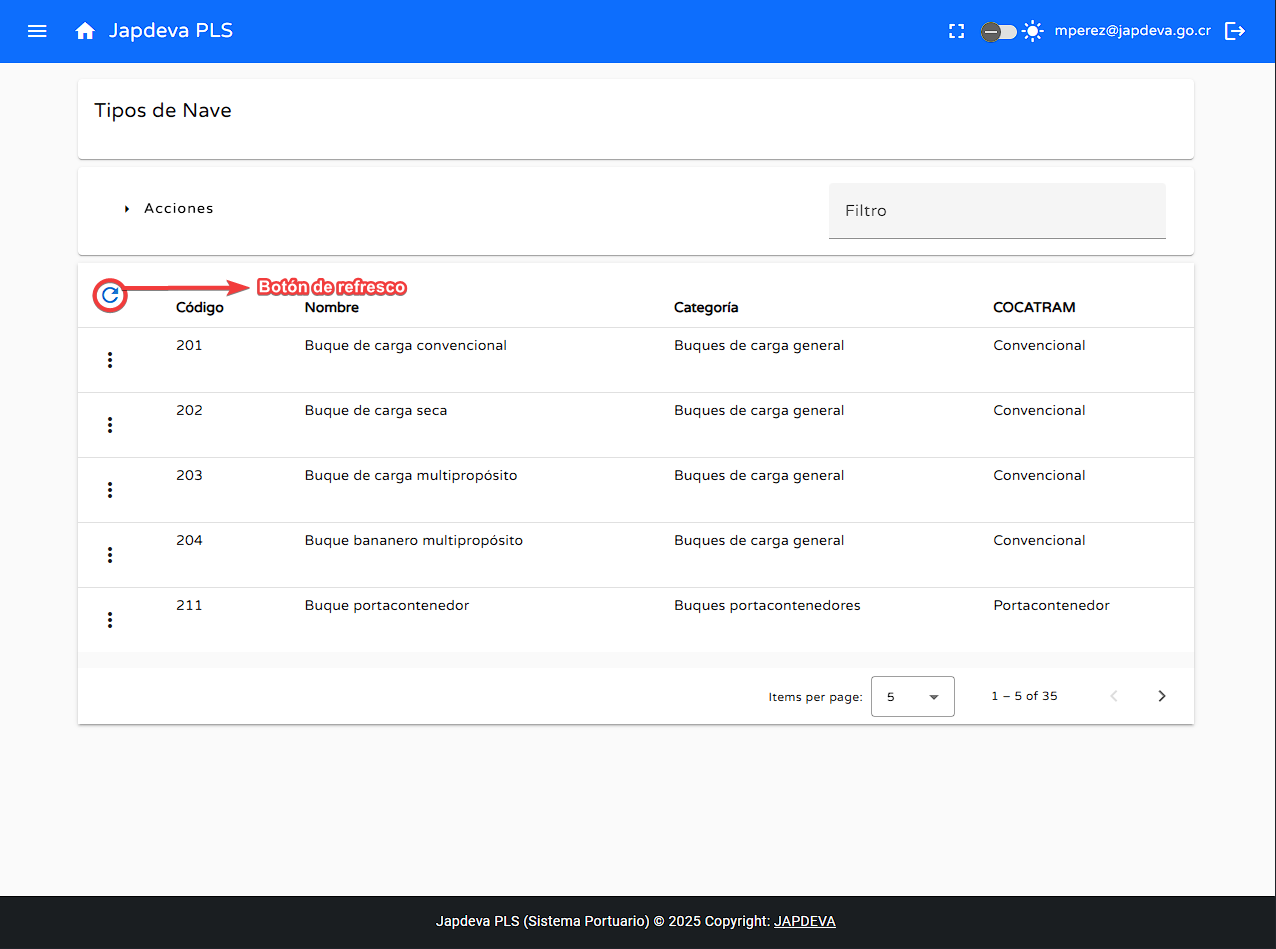 Japdeva PLS
mperez@japdeva.go.cr
Tipos de Nave
Acciones
Filtro
Botón de refresco
Código Nombre Categoría COCATRAM
201 Buque de carga convencional Buques de carga general Convencional
202 Buque de carga seca Buques de carga general Convencional
203 Buque de carga multipropósito Buques de carga general Convencional
204 Buque bananero multipropósito Buques de carga general Convencional
211 Buque portacontenedor Buques portacontenedores Portacontenedor
Items per page: 5 1 – 5 of 35
Japdeva PLS (Sistema Portuario) © 2025 Copyright: JAPDEVA